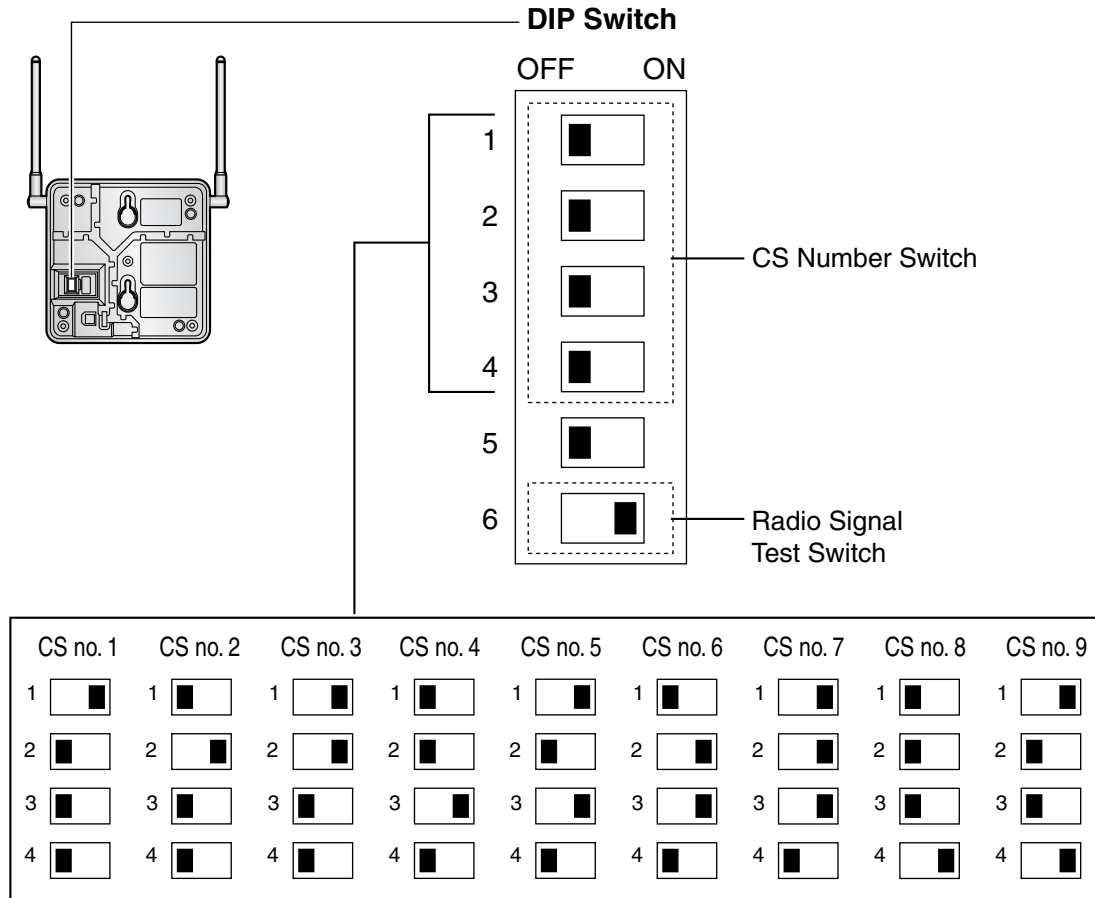 DIP Switch
OFF ON
1
2
3
4
5
6
CS Number Switch
Radio Signal
Test Switch
CS no. 1 CS no. 2 CS no. 3 CS no. 4 CS no. 5 CS no. 6 CS no. 7 CS no. 8 CS no. 9
1 1 1 1 1 1 1 1 1
2 2 2 2 2 2 2 2 2
3 3 3 3 3 3 3 3 3
4 4 4 4 4 4 4 4 4